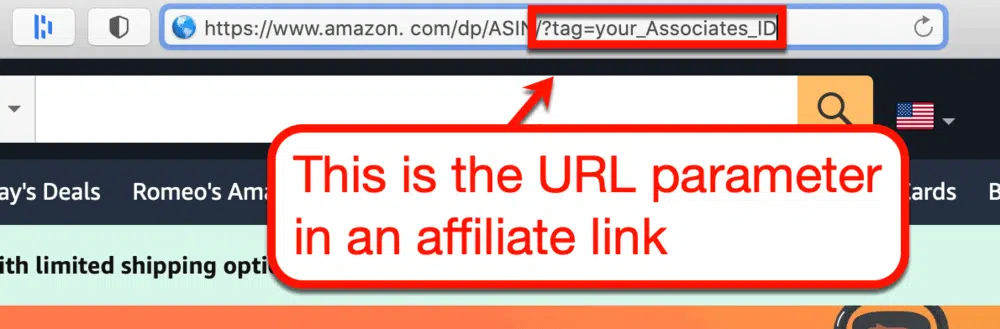 https://www.amazon. com/dp/ASIN/?tag=your_Associates_ID
This is the URL parameter
in an affiliate link
ay's Deals Romeo's Ama ards B
ith limited shipping optio